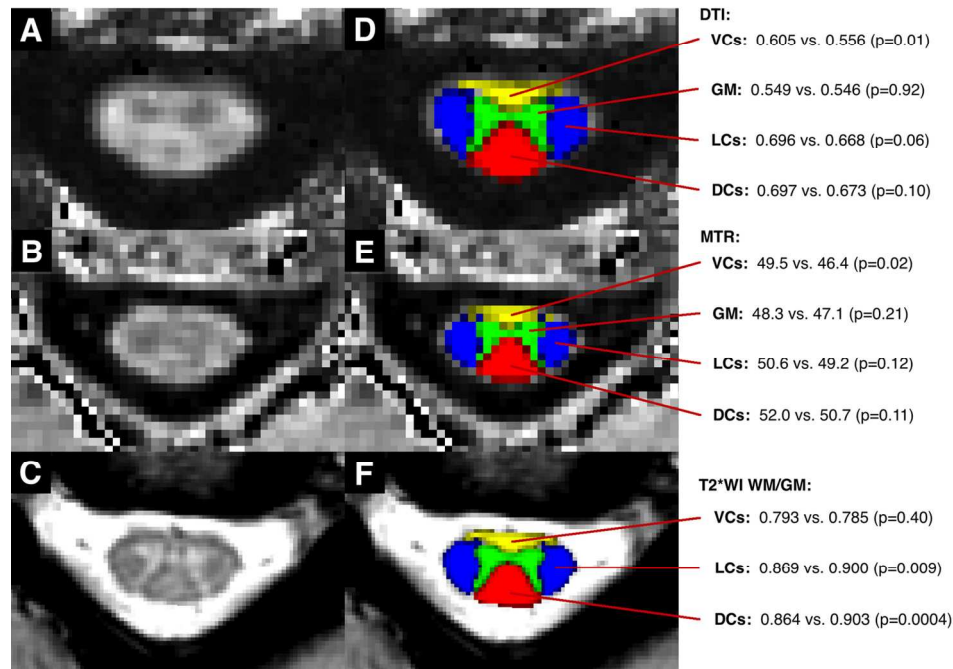 A
D
DTI:
VCs: 0.605 vs. 0.556 (p=0.01)
GM: 0.549 vs. 0.546 (p=0.92)
LCs: 0.696 vs. 0.668 (p=0.06)
DCs: 0.697 vs. 0.673 (p=0.10)
B
E
MTR:
VCs: 49.5 vs. 46.4 (p=0.02)
GM: 48.3 vs. 47.1 (p=0.21)
LCs: 50.6 vs. 49.2 (p=0.12)
DCs: 52.0 vs. 50.7 (p=0.11)
C
F
T2*WI WM/GM:
VCs: 0.793 vs. 0.785 (p=0.40)
LCs: 0.869 vs. 0.900 (p=0.009)
DCs: 0.864 vs. 0.903 (p=0.0004)